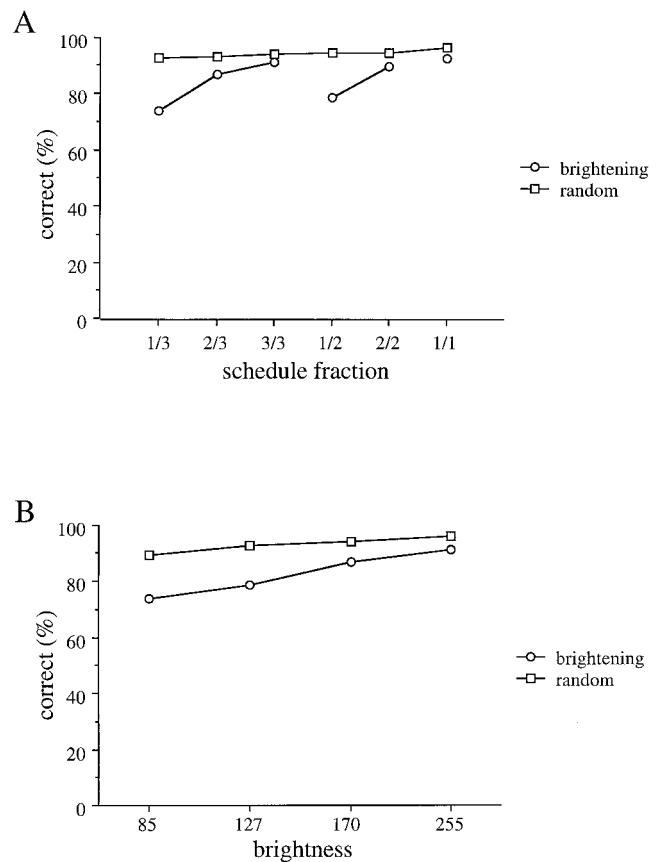 A
100
80
60
40
20
0
correct (%)
1/3 2/3 3/3 1/2 2/2 1/1
schedule fraction
brightening
random
B
100
80
60
40
20
0
correct (%)
85 127 170 255
brightness
brightening
random